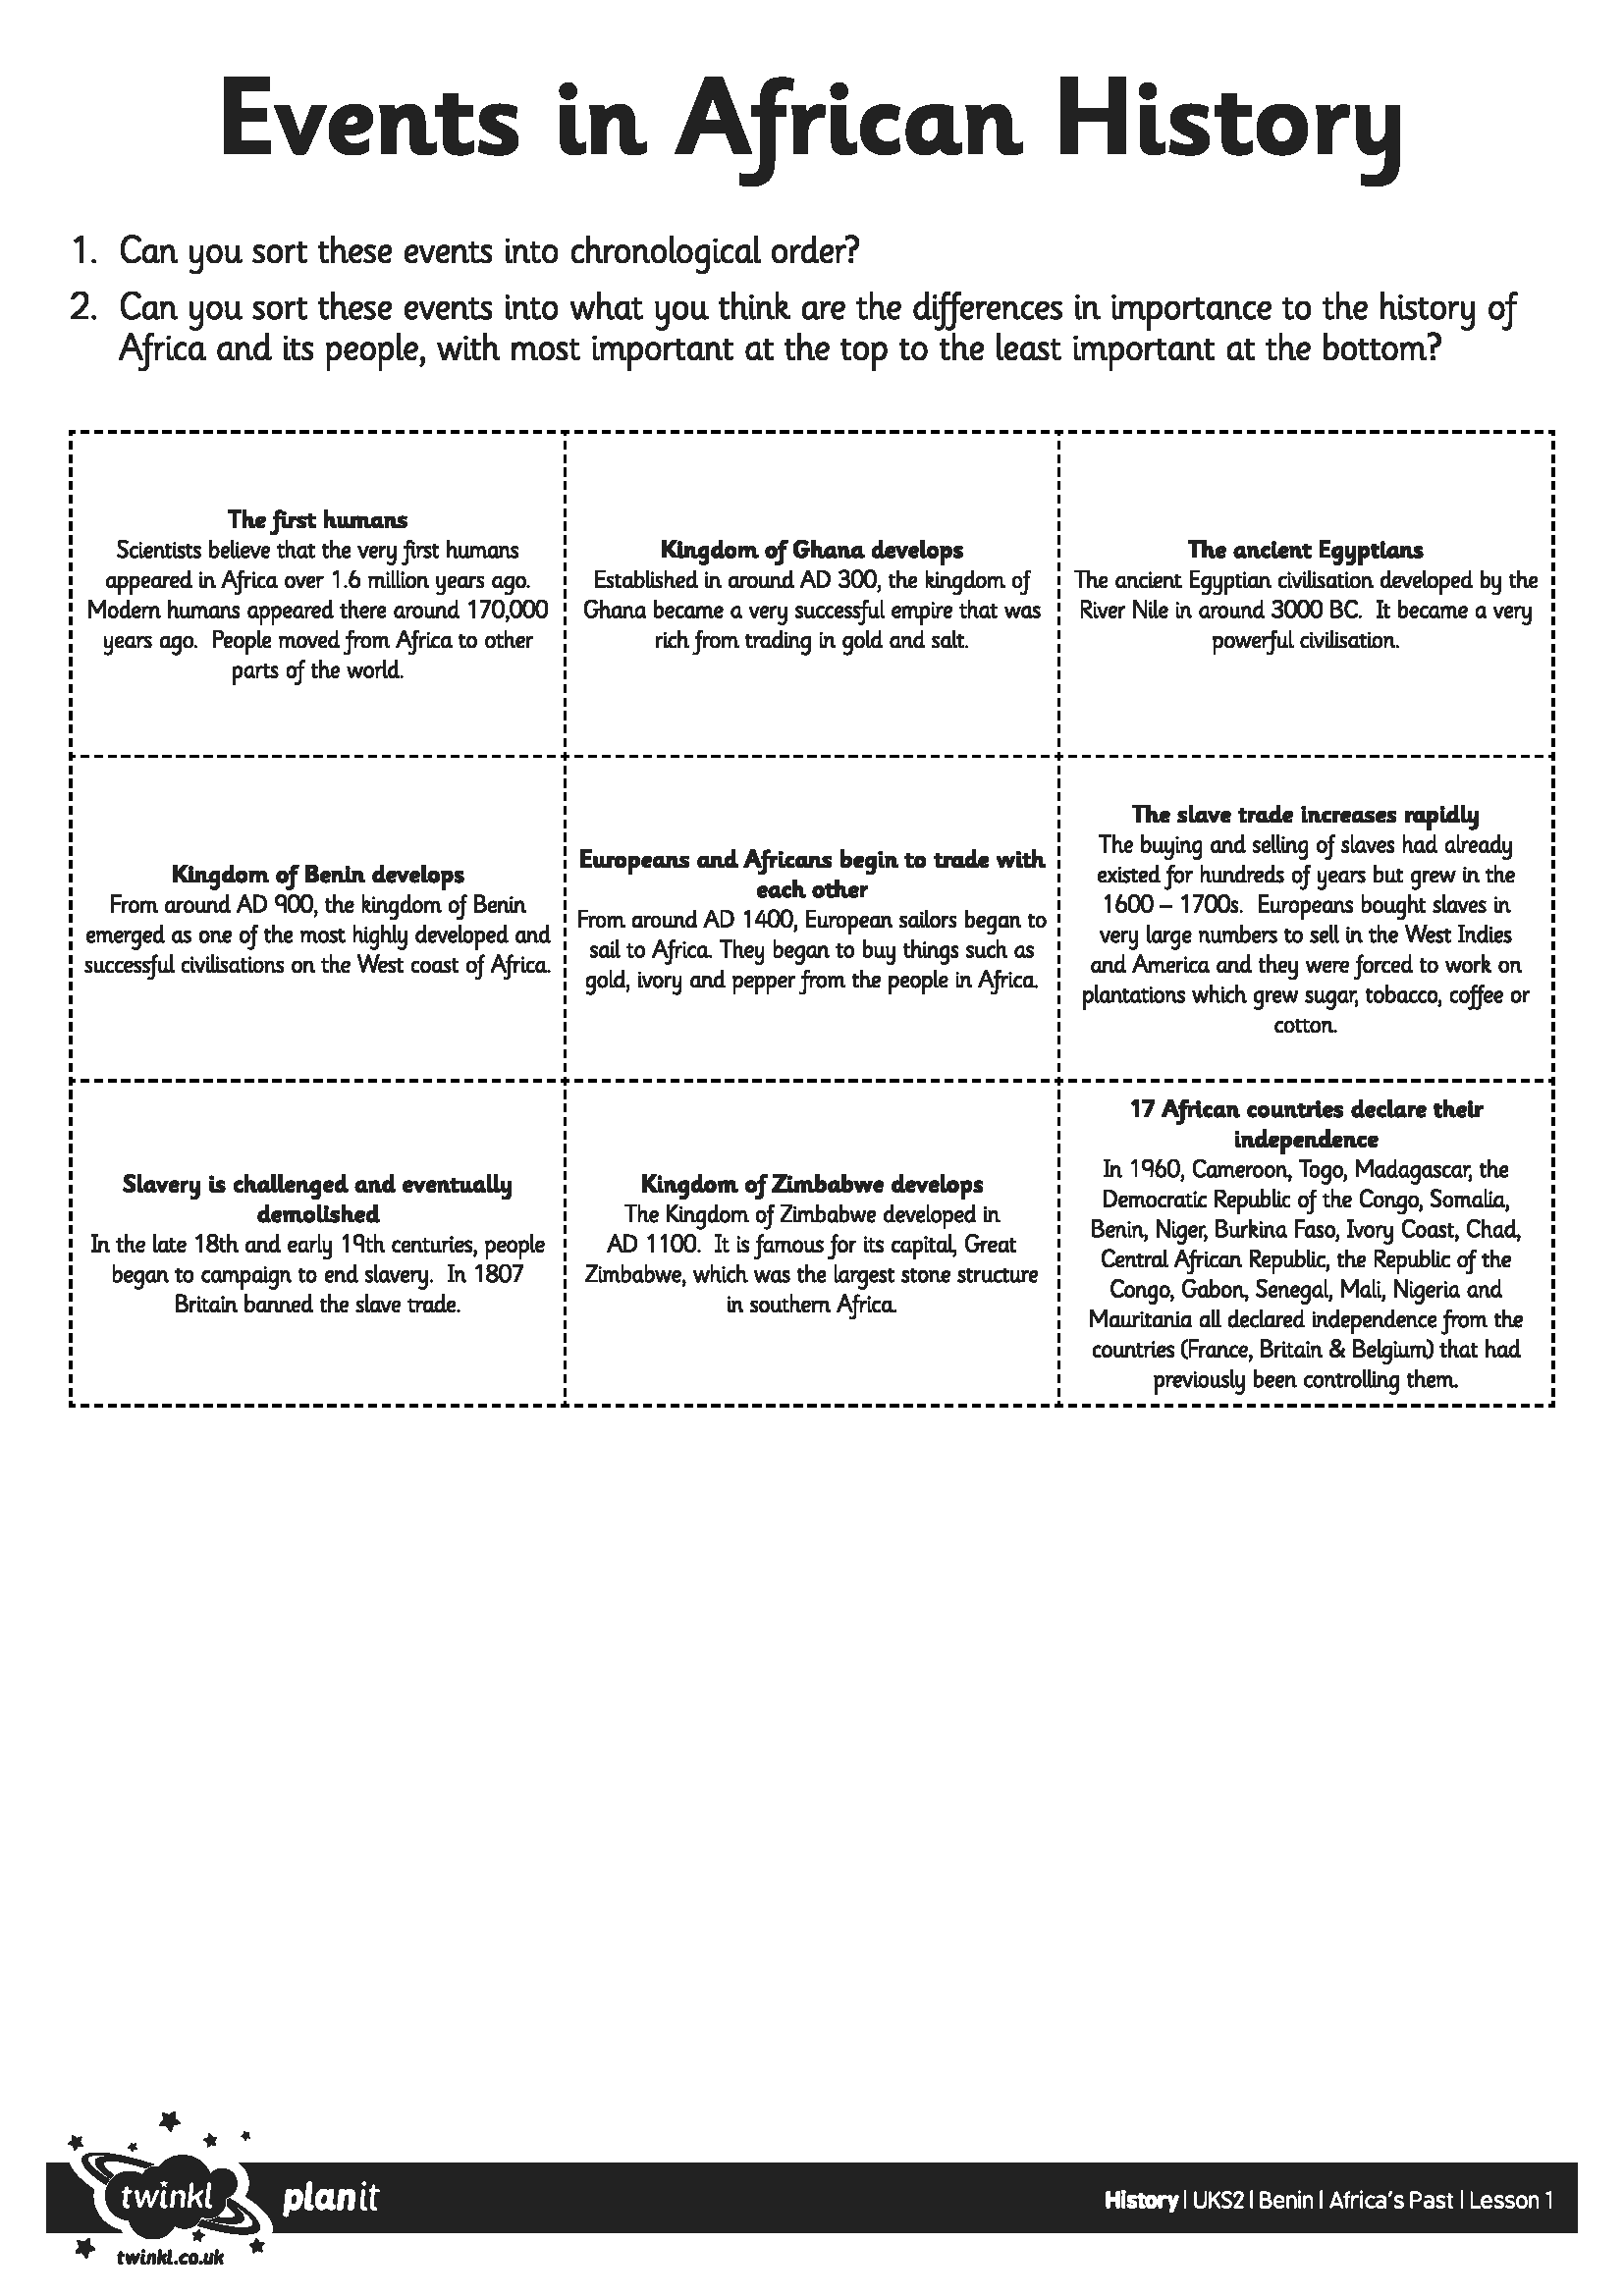 Events in African History
1. Can you sort these events into chronological order?
2. Can you sort these events into what you think are the differences in importance to the history of
Africa and its people, with most important at the top to the least important at the bottom?
The first humans
Scientists believe that the very first humans
appeared in Africa over 1.6 million years ago.
Modern humans appeared there around 170,000
years ago. People moved from Africa to other
parts of the world.
Kingdom of Ghana develops
Established in around AD 300, the kingdom of
Ghana became a very successful empire that was
rich from trading in gold and salt.
The ancient Egyptians
The ancient Egyptian civilisation developed by the
River Nile in around 3000 BC. It became a very
powerful civilisation.
Kingdom of Benin develops
From around AD 900, the kingdom of Benin
emerged as one of the most highly developed and
successful civilisations on the West coast of Africa.
Europeans and Africans begin to trade with
each other
From around AD 1400, European sailors began to
sail to Africa. They began to buy things such as
gold, ivory and pepper from the people in Africa.
The slave trade increases rapidly
The buying and selling of slaves had already
existed for hundreds of years but grew in the
1600 – 1700s. Europeans bought slaves in
very large numbers to sell in the West Indies
and America and they were forced to work on
plantations which grew sugar, tobacco, coffee or
cotton.
Slavery is challenged and eventually
demolished
In the late 18th and early 19th centuries, people
began to campaign to end slavery. In 1807
Britain banned the slave trade.
Kingdom of Zimbabwe develops
The Kingdom of Zimbabwe developed in
AD 1100. It is famous for its capital, Great
Zimbabwe, which was the largest stone structure
in southern Africa.
17 African countries declare their
independence
In 1960, Cameroon, Togo, Madagascar, the
Democratic Republic of the Congo, Somalia,
Benin, Niger, Burkina Faso, Ivory Coast, Chad,
Central African Republic, the Republic of the
Congo, Gabon, Senegal, Mali, Nigeria and
Mauritania all declared independence from the
countries (France, Britain & Belgium) that had
previously been controlling them.
twinkl planit
twinkl.co.uk
History | UKS2 | Benin | Africa's Past | Lesson 1